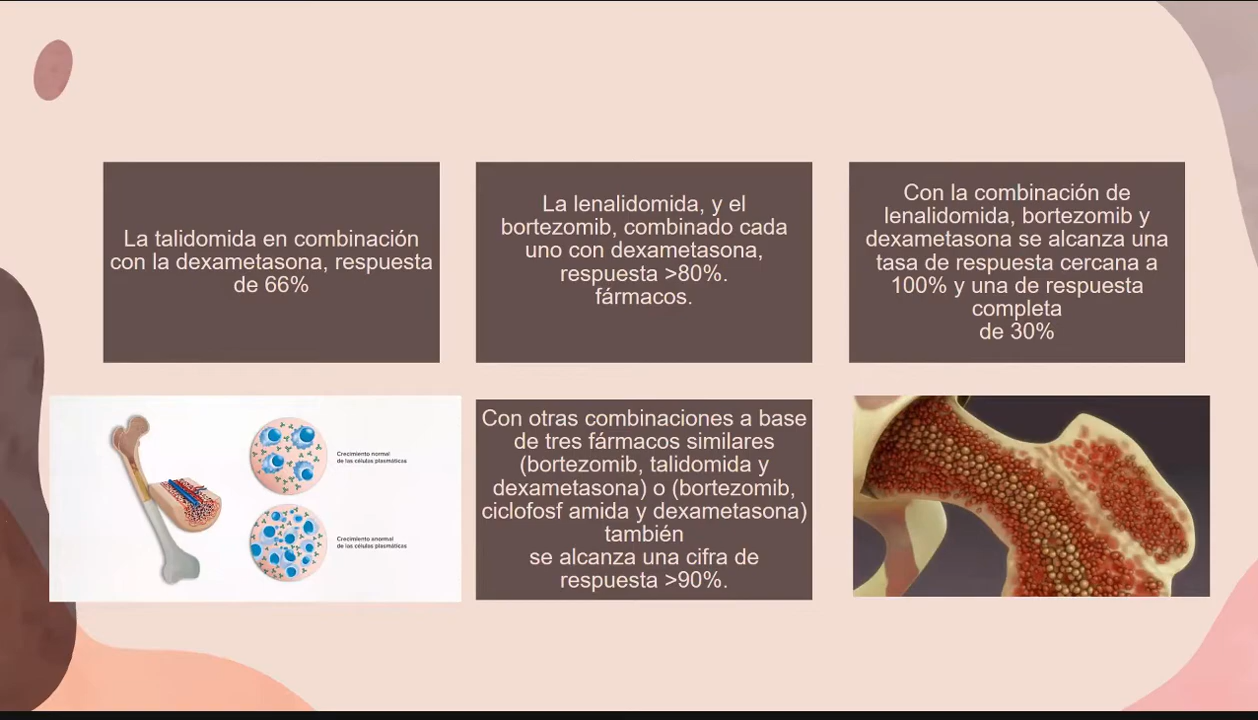 La talidomida en combinación
con la dexametasona, respuesta
de 66%
La lenalidomida, y el
bortezomib, combinado cada
uno con dexametasona,
respuesta >80%.
fármacos.
Con la combinación de
lenalidomida, bortezomib y
dexametasona se alcanza una
tasa de respuesta cercana a
100% y una de respuesta
completa
de 30%
Crecimiento normal
de las células plasmáticas
Crecimiento anormal
de las células plasmáticas
Con otras combinaciones a base
de tres fármacos similares
(bortezomib, talidomida y
dexametasona) o (bortezomib,
ciclofosf amida y dexametasona)
también
se alcanza una cifra de
respuesta >90%.